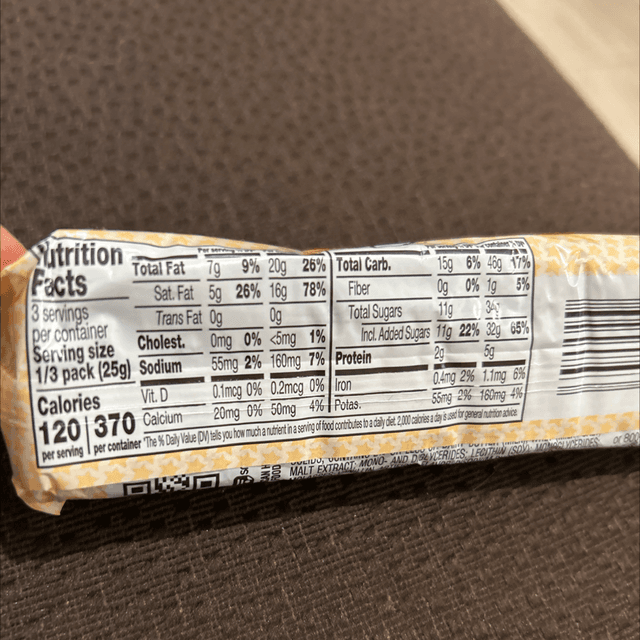 Nutrition
Facts
3 servings
per container
Serving size
1/3 pack (25g)
Calories
120 370
per serving per container
Total Fat 7g 9% 20g 26%
Sat. Fat 5g 26% 16g 78%
Trans Fat 0g 0g
Cholest. 0mg 0% <5mg 1%
Sodium 55mg 2% 160mg 7%
Vit. D 0.1mcg 0% 0.2mcg 0%
Calcium 20mg 0% 50mg 4%
Total Carb. 15g 6% 46g 17%
Fiber 0g 0% 1g 5%
Total Sugars 11g 34g
Incl. Added Sugars 11g 22% 32g 65%
Protein 2g 5g
Iron 0.4mg 2% 1.1mg 6%
Potas. 55mg 2% 160mg 4%
*The % Daily Value (DV) tells you how much a nutrient in a serving of food contributes to a daily diet. 2,000 calories a day is used for general nutrition advice.
MALT EXTRACT, MONO- AND DIGLYCERIDES, LECITHIN (SOY),